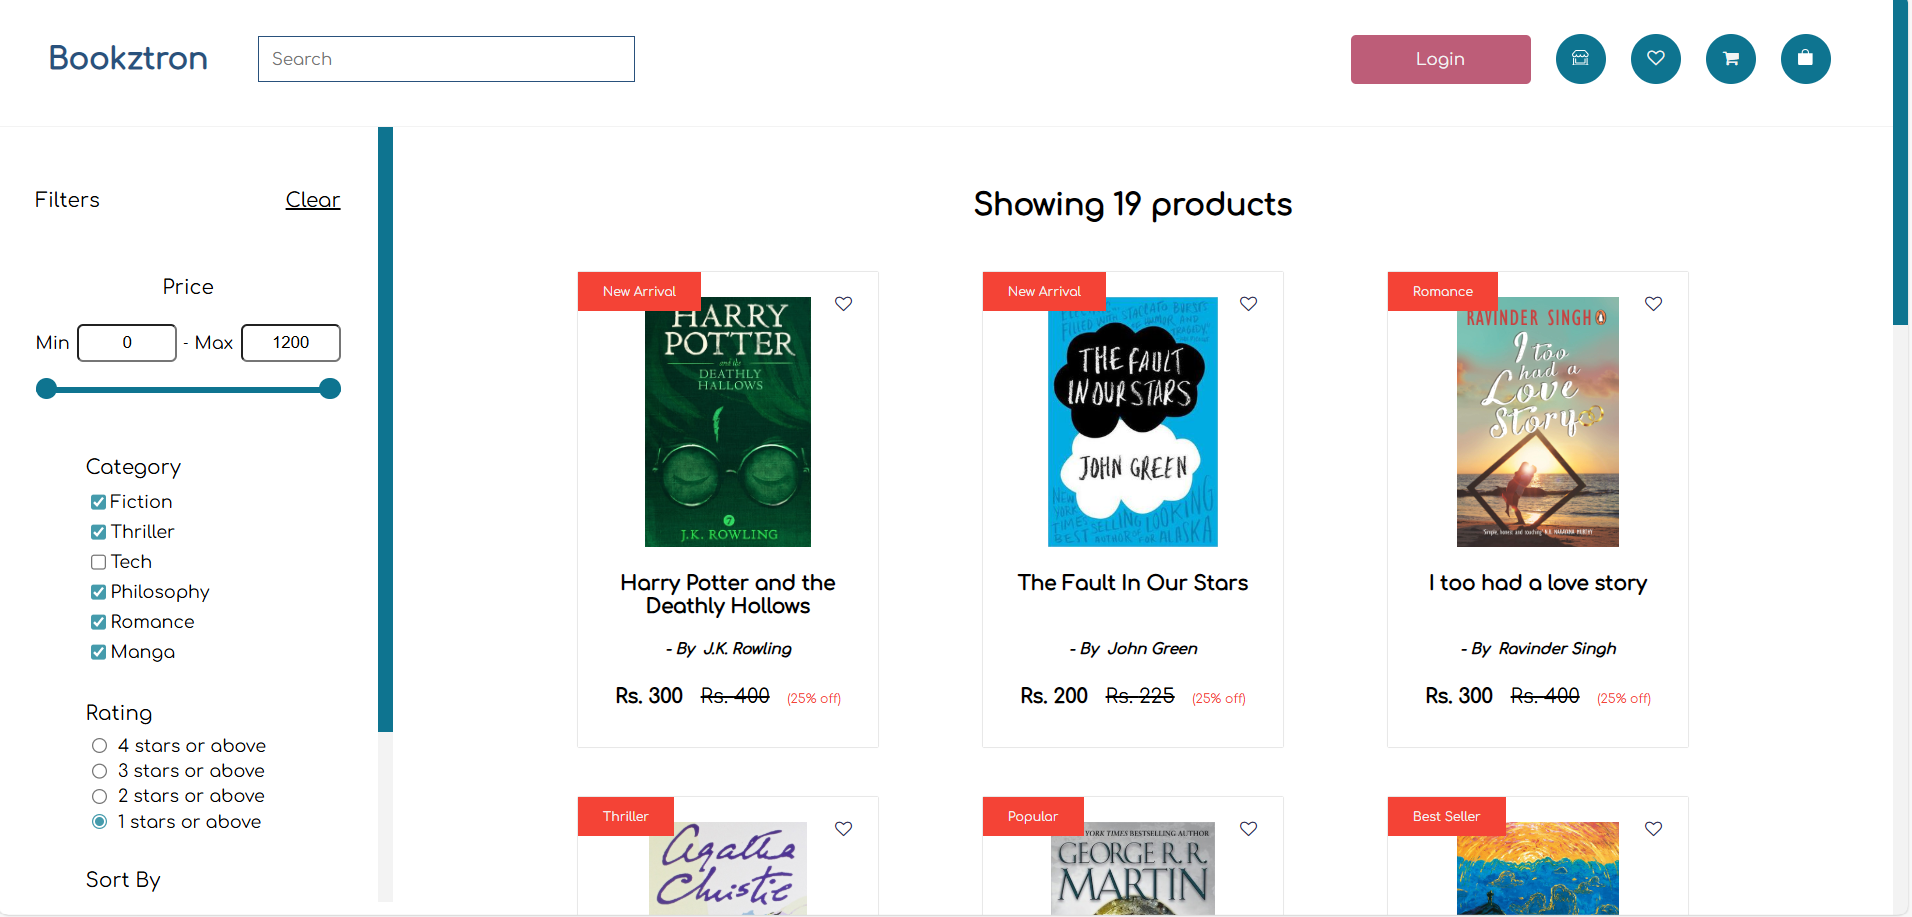 Bookztron
Search
Login
Filters
Clear
Price
Min 0 - Max 1200
Category
Fiction
Thriller
Tech
Philosophy
Romance
Manga
Rating
4 stars or above
3 stars or above
2 stars or above
1 stars or above
Sort By
Showing 19 products
New Arrival
HARRY
POTTER
and the
DEATHLY
HALLOWS
7
J.K. ROWLING
Harry Potter and the
Deathly Hollows
- By J.K. Rowling
Rs. 300 Rs. 400 (25% off)
New Arrival
THE FAULT
IN OUR STARS
JOHN GREEN
The Fault In Our Stars
- By John Green
Rs. 200 Rs. 225 (25% off)
Romance
RAVINDER SINGH
I too
had a
Love
Story
I too had a love story
- By Ravinder Singh
Rs. 300 Rs. 400 (25% off)
Thriller
Agatha
Christie
Popular
YORK TIMES BESTSELLING AUTHOR
GEORGE R. R.
MARTIN
Best Seller